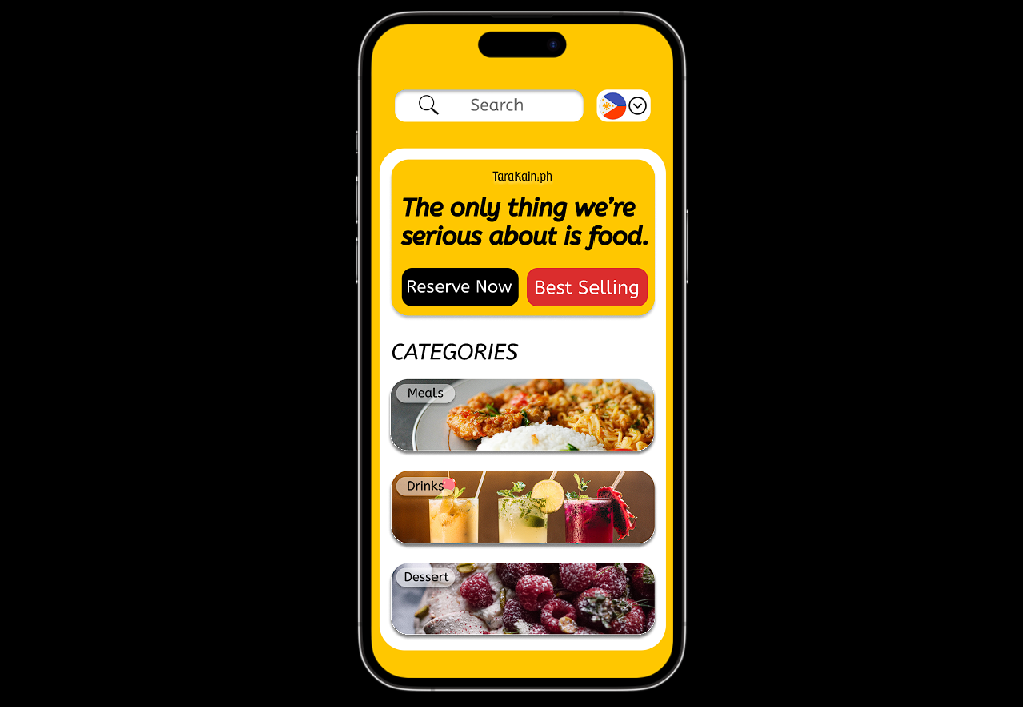 Search
TaraKain.ph
The only thing we're
serious about is food.
Reserve Now
Best Selling
CATEGORIES
Meals
Drinks
Dessert